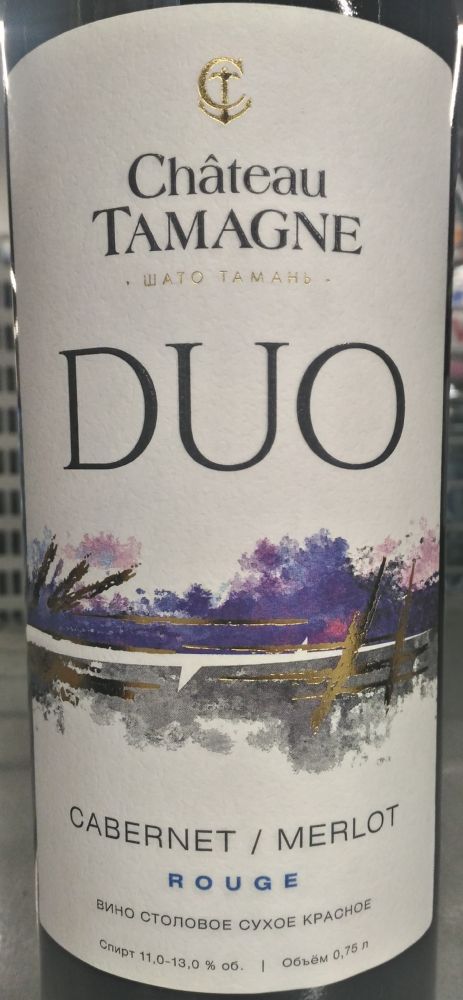 Château
TAMAGNE
ШАТО ТАМАНЬ
DUO
CABERNET / MERLOT
ROUGE
ВИНО СТОЛОВОЕ СУХОЕ КРАСНОЕ
Спирт 11,0-13,0 % об. | Объём 0,75 л